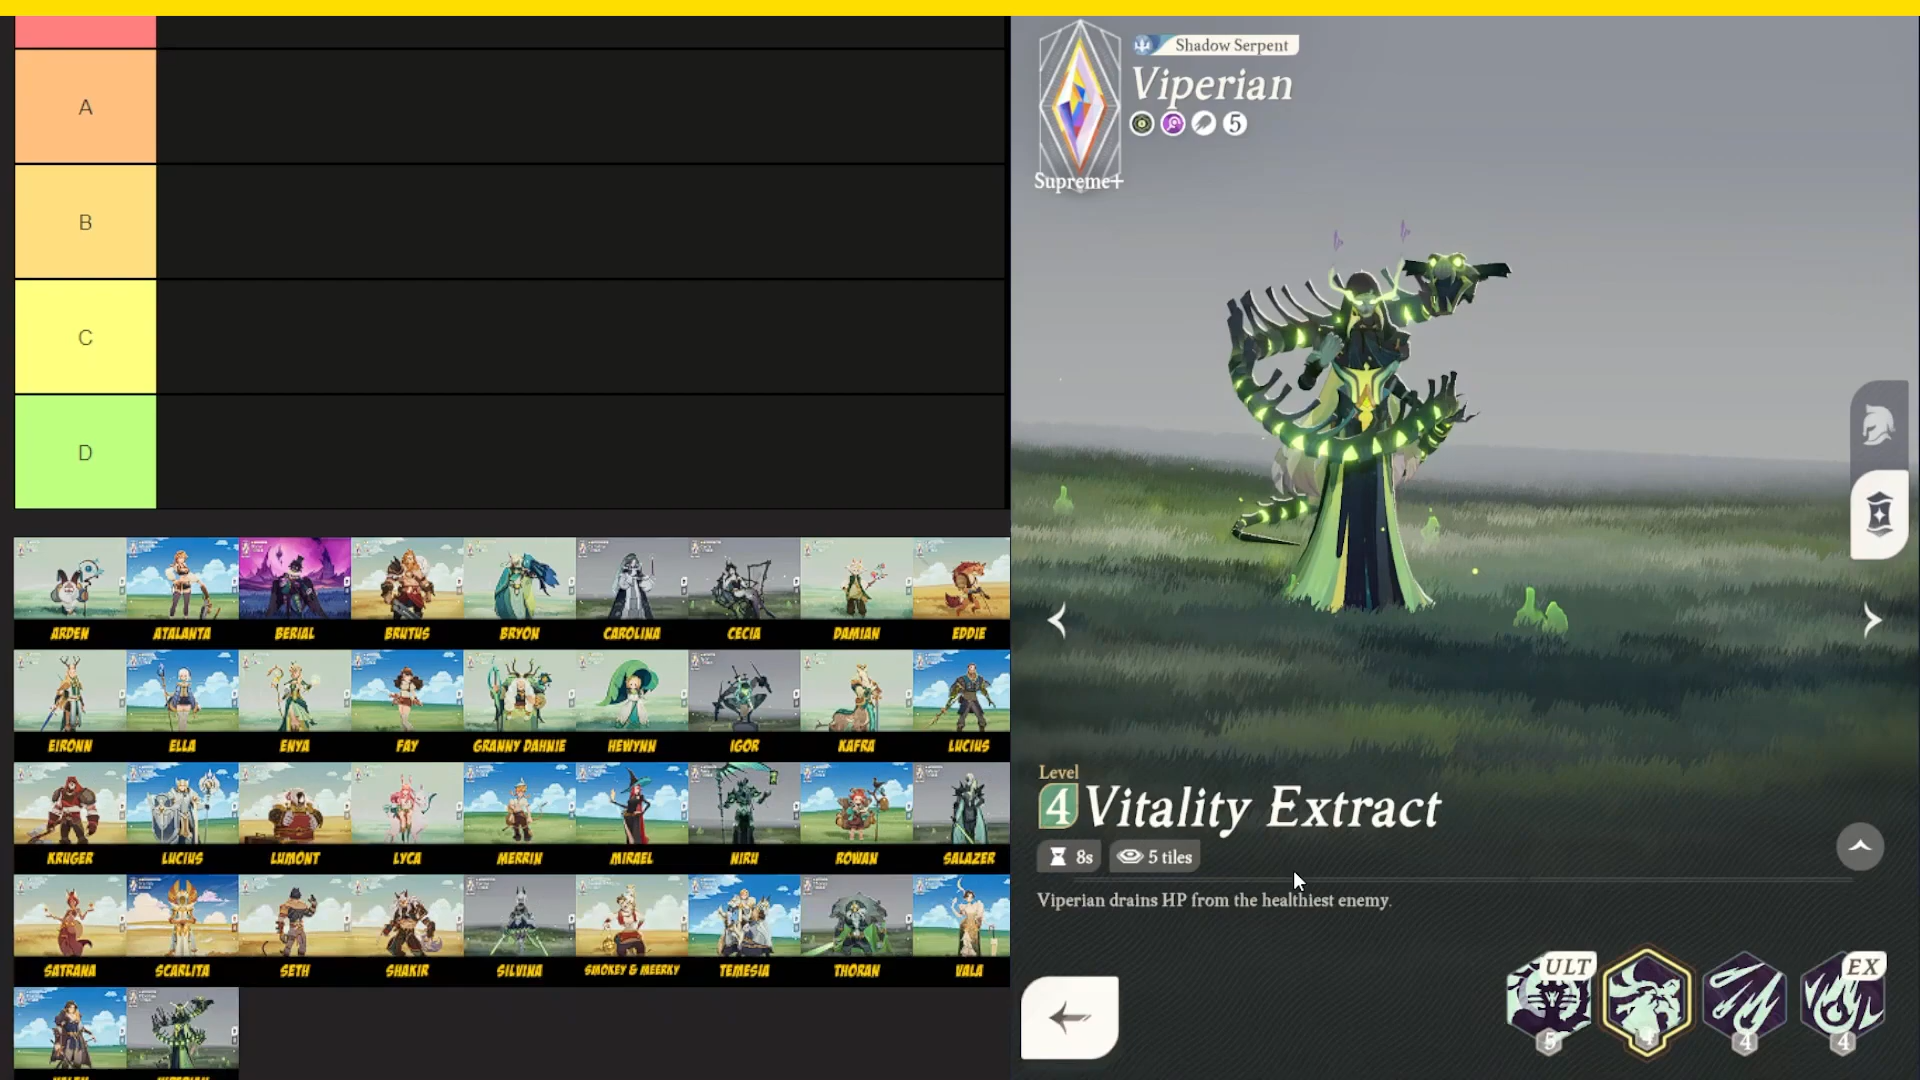 A
B
C
D
Shadow Serpent
Viperian
5
Supreme+
ARDEN
ATALANTA
BERIAL
BRUTUS
BRYON
CAROLINA
CECIA
DAMIAN
EDDIE
EIRONN
ELLA
ENYA
FAY
GRANNY DAHNIE
HEWYNN
IGOR
KAFRA
LUCIUS
KRUGER
LUCIUS
LUMONT
LYCA
MERRIN
MIRAEL
NIRU
ROWAN
SALAZER
SATRANA
SCARLITA
SETH
SHAKIR
SILVINA
SMOKEY & MEERKY
TEMESIA
THORAN
VALA
Level
4 Vitality Extract
8s
5 tiles
Viperian drains HP from the healthiest enemy.
ULT
EX
5
4
4
4